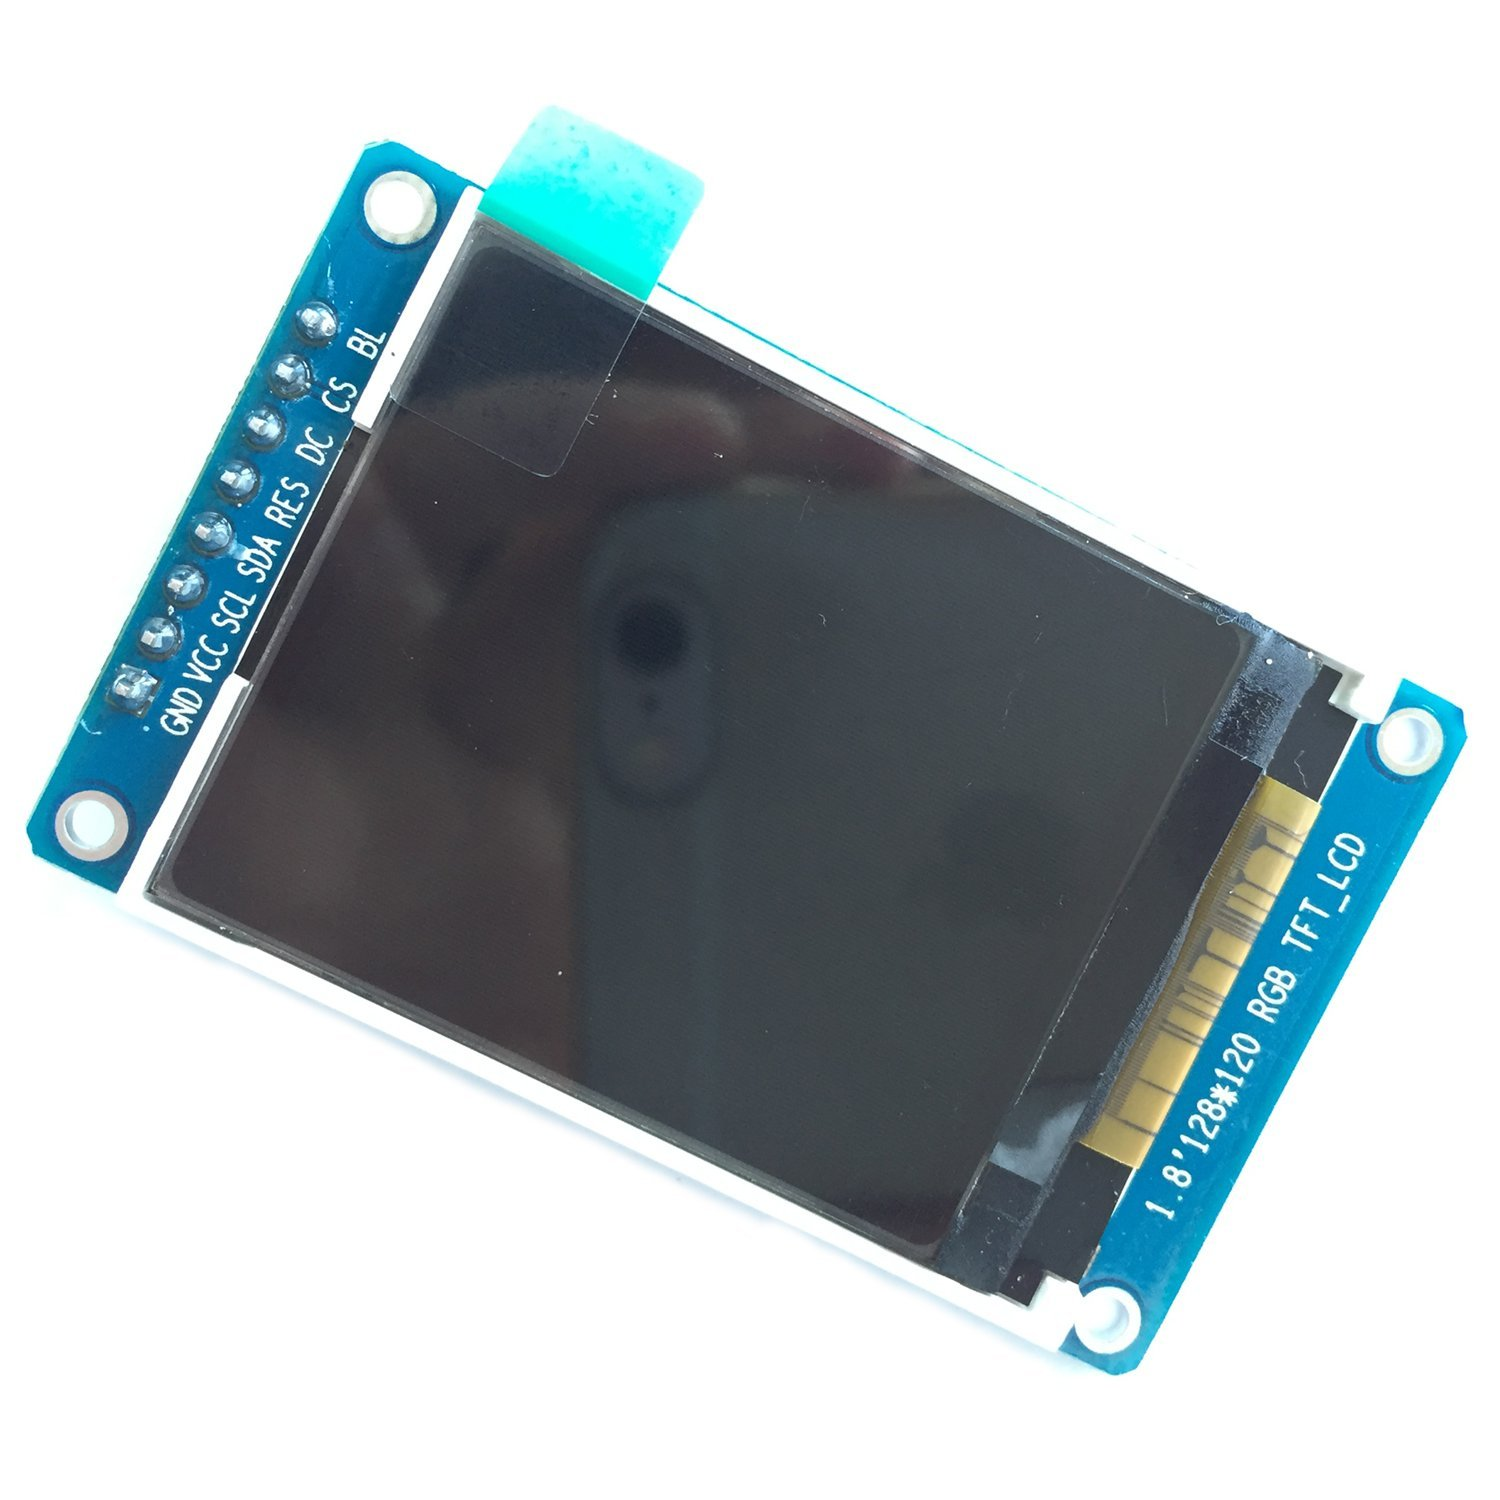 GND VCC SCL SDA RES DC CS BL
1.8'128*120 RGB TFT_LCD